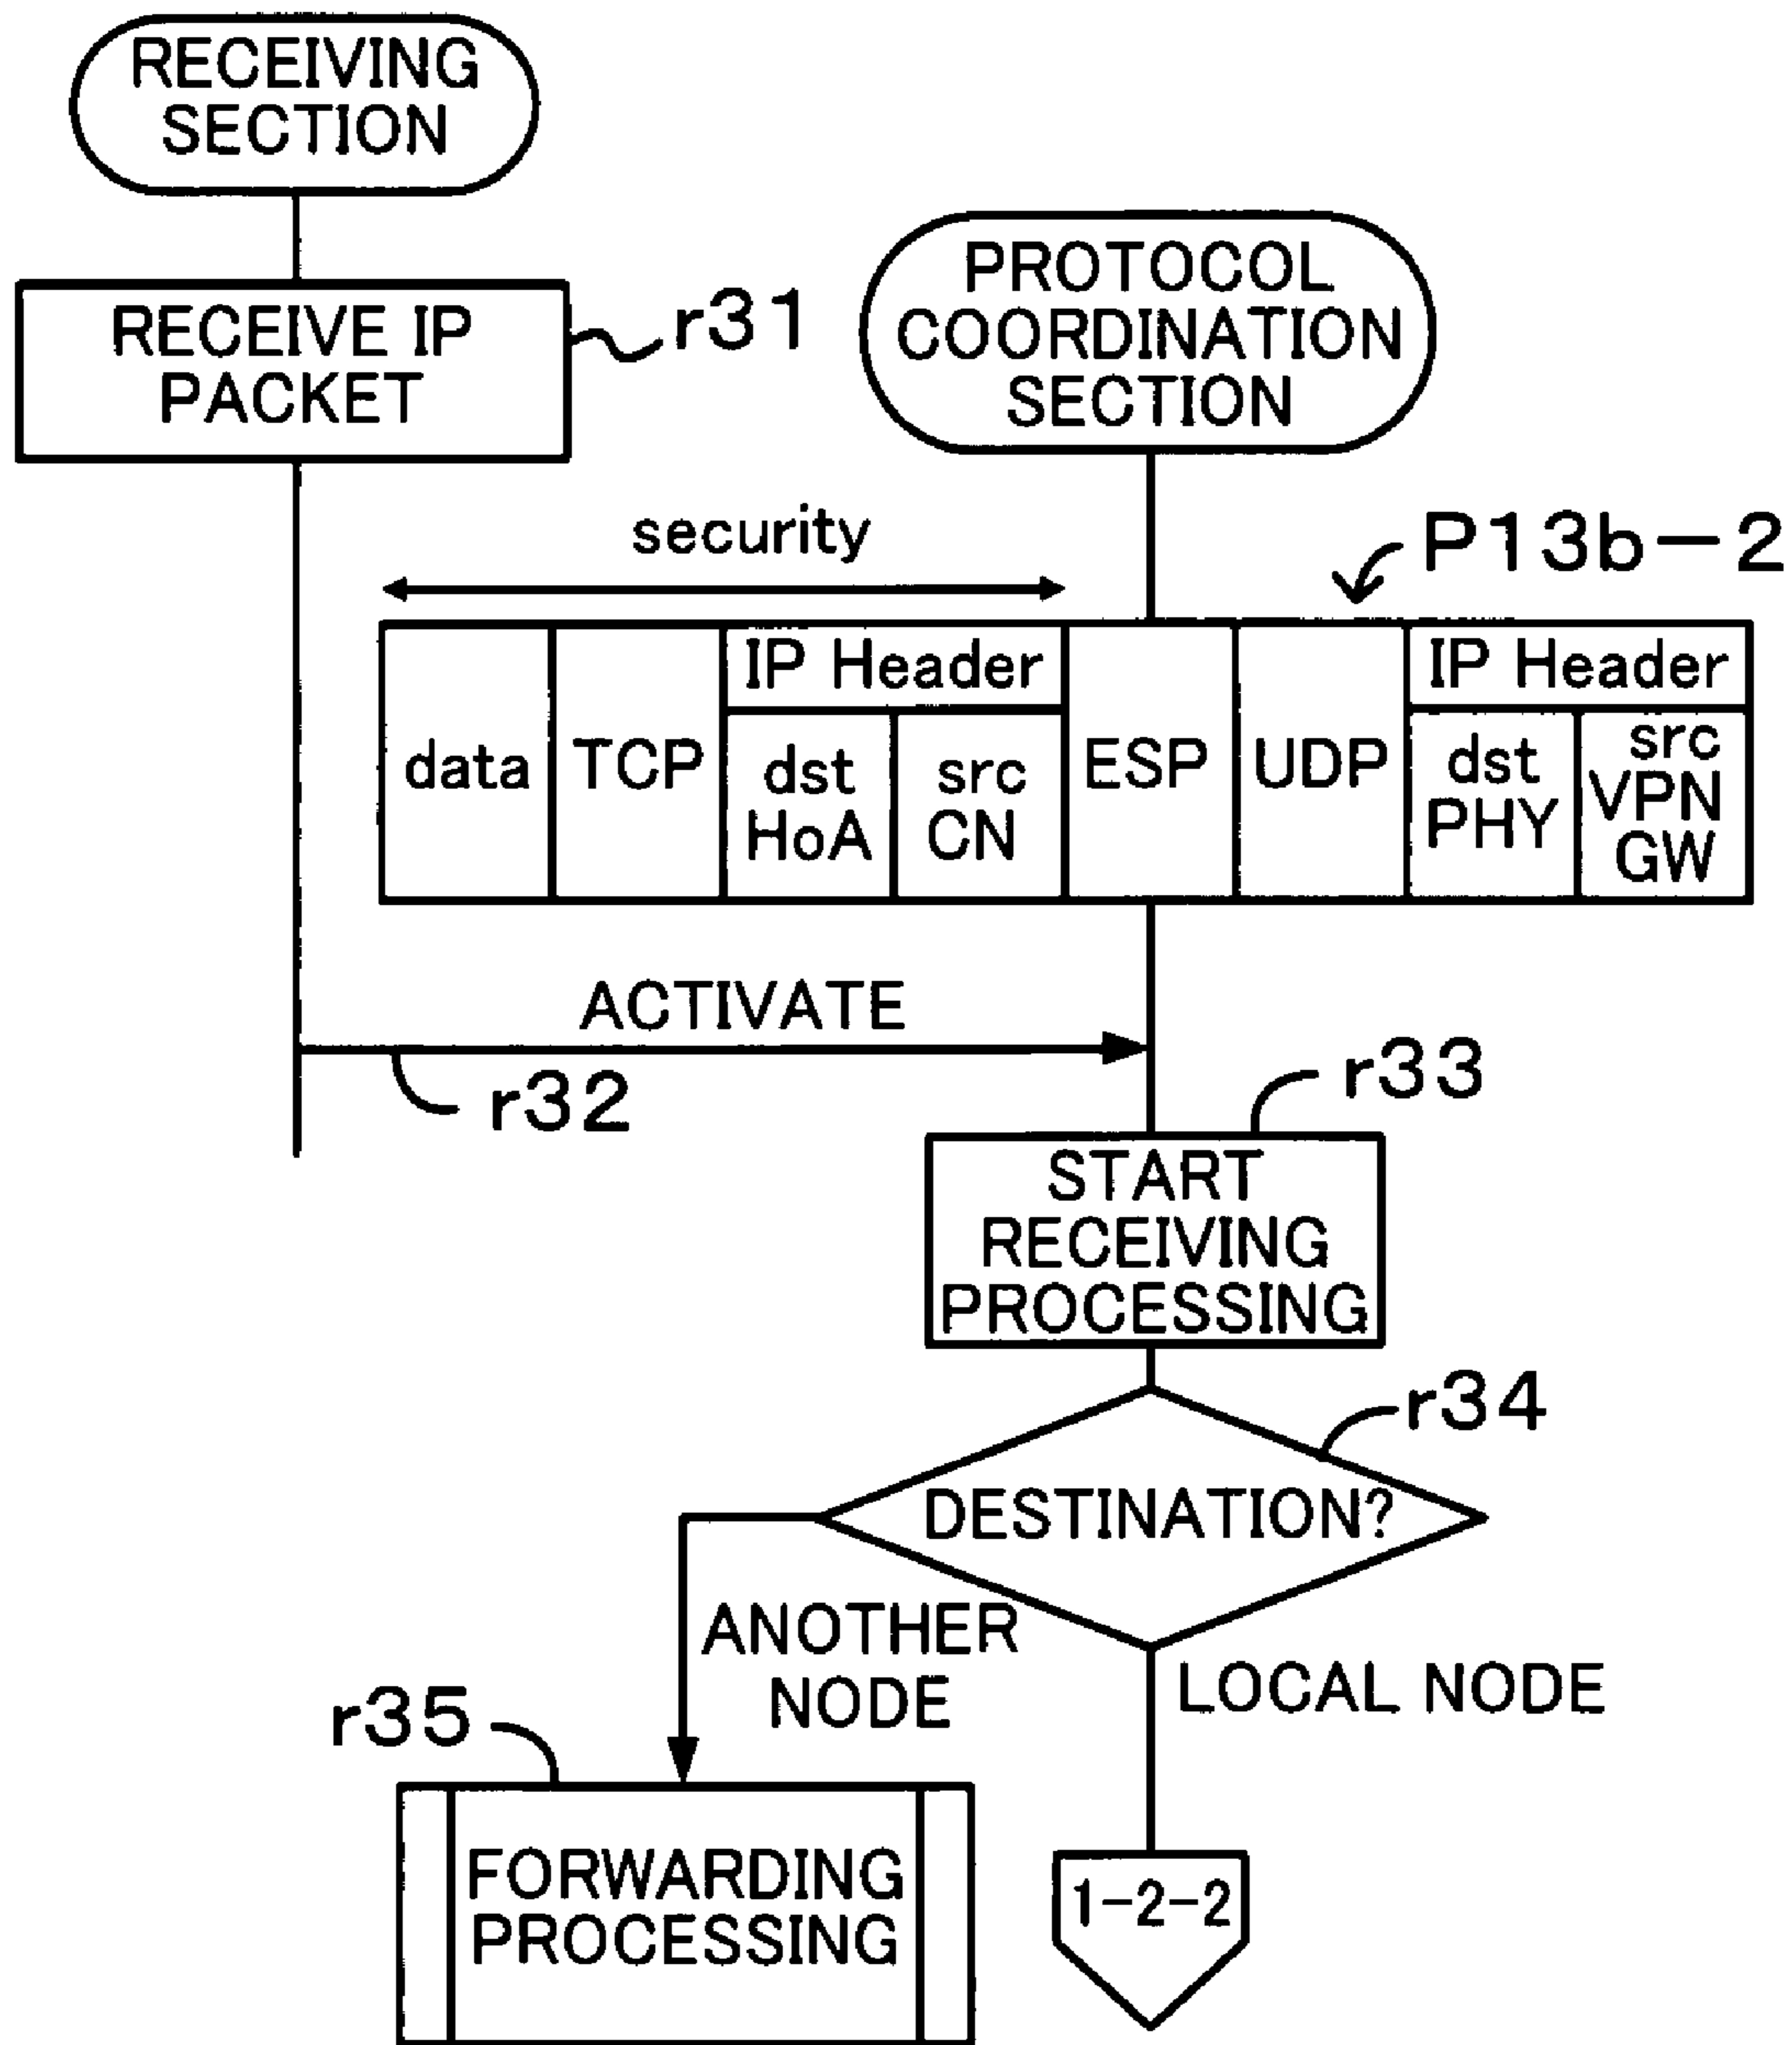 RECEIVING
SECTION
RECEIVE IP
PACKET
r31
PROTOCOL
COORDINATION
SECTION
security
P13b-2
data
TCP
IP Header
dst
HoA
src
CN
ESP
UDP
IP Header
dst
PHY
src
VPN
GW
ACTIVATE
r32
r33
START
RECEIVING
PROCESSING
r34
DESTINATION?
ANOTHER
NODE
LOCAL NODE
r35
FORWARDING
PROCESSING
1-2-2